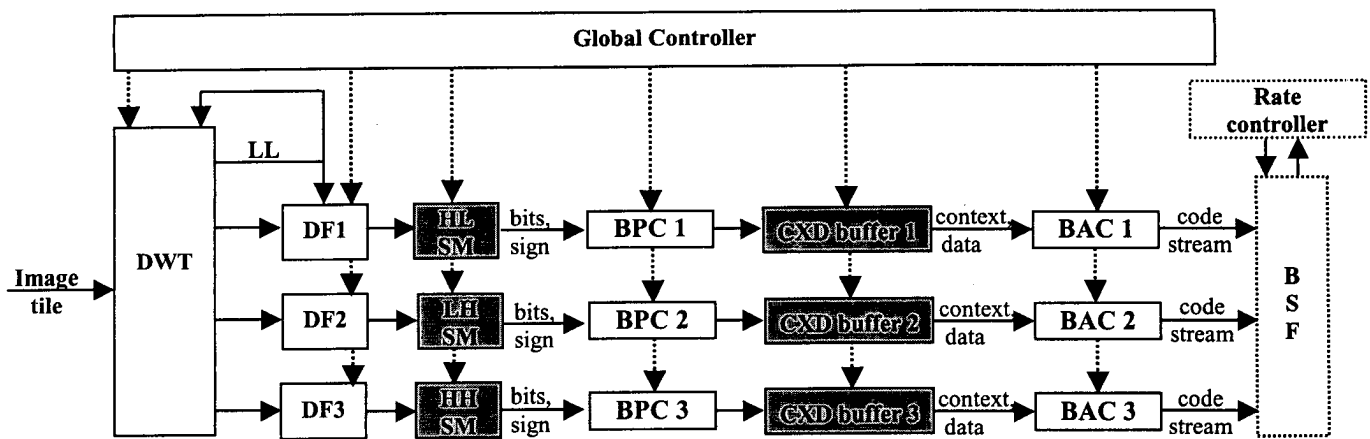 Global Controller
Rate
controller
LL
DF1
HL
SM
bits,
sign
BPC 1
CXD buffer 1
context,
data
BAC 1
code
stream
Image
tile
DWT
DF2
LH
SM
bits,
sign
BPC 2
CXD buffer 2
context,
data
BAC 2
code
stream
B
S
F
DF3
HH
SM
bits,
sign
BPC 3
CXD buffer 3
context,
data
BAC 3
code
stream